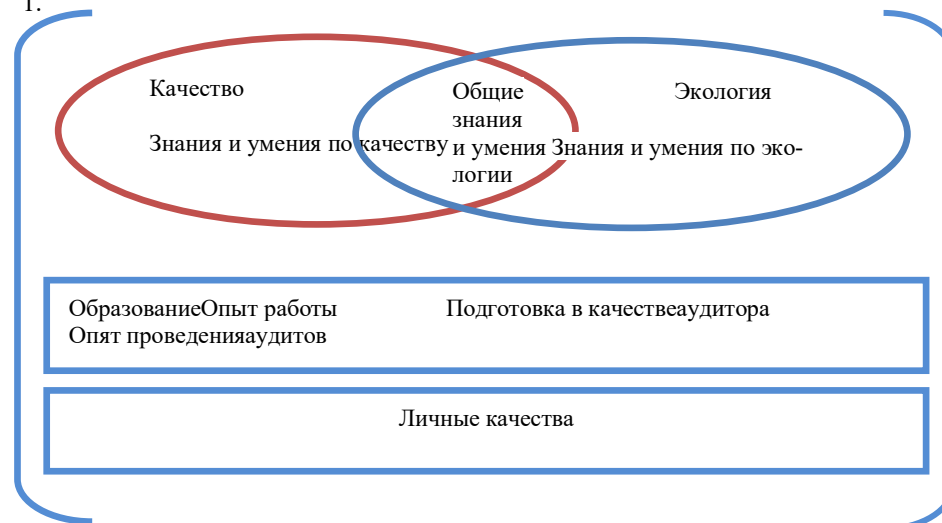 1.
Качество
Общие
знания
и умения
Экология
Знания и умения по качеству
Знания и умения по эко-
логии
ОбразованиеОпыт работы Подготовка в качествеаудитора
Опят проведенияаудитов
Личные качества